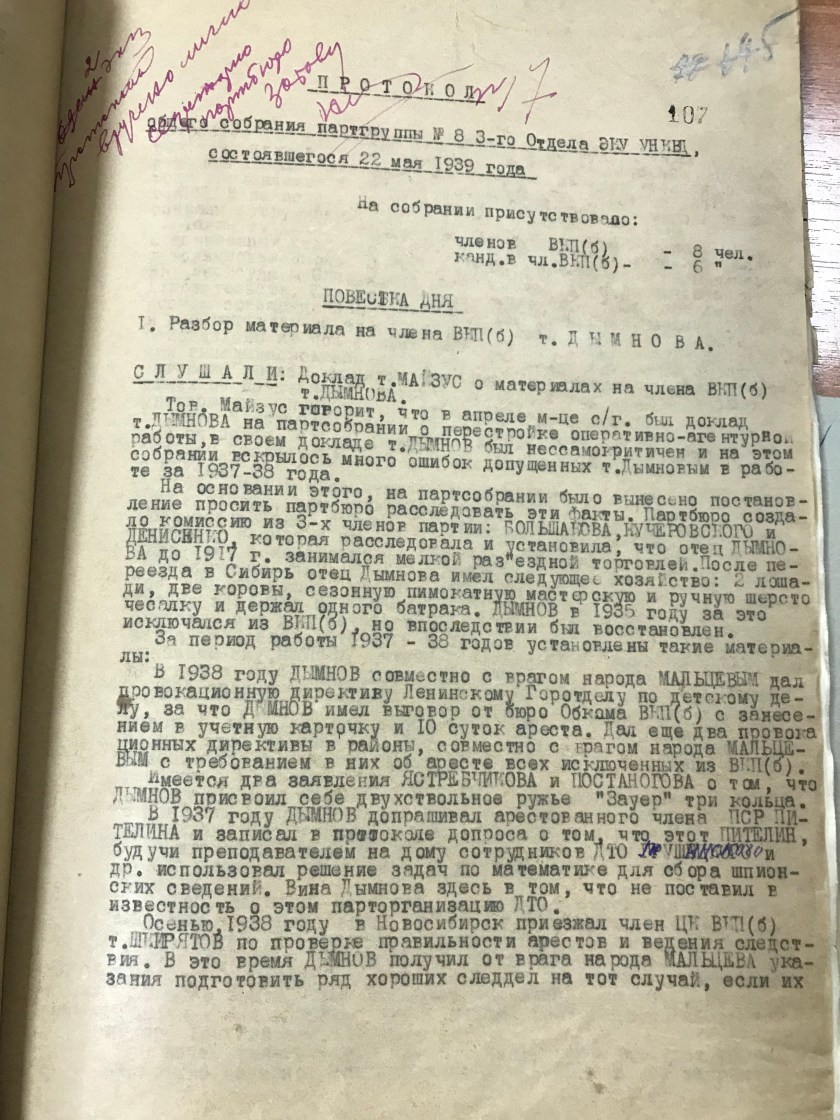 один экз
вручено лично
секретарю
партбюро
Зотову
П Р О Т О К О Л
№ 7
107
общего собрания партгруппы № 8 3-го Отдела ЭКУ УНКВД,
состоявшегося 22 мая 1939 года
На собрании присутствовало:
членов ВКП(б) - 8 чел.
канд.в чл.ВКП(б)- - 6 "
ПОВЕСТКА ДНЯ
I. Разбор материала на члена ВКП(б) т. Д Ы М Н О В А.
С Л У Ш А Л И: Доклад т.МАЙЗУС о материалах на члена ВКП(б)
т.ДЫМНОВА.
Тов. Майзус говорит, что в апреле м-це с/г. был доклад
т.ДЫМНОВА на партсобрании о перестройке оперативно-агентурной
работы,в своем докладе т.ДЫМНОВ был нессамокритичен и на этом
собрании вскрылось много ошибок допущенных т.Дымновым в рабо-
те за 1937-38 года.
На основании этого, на партсобрании было вынесено постанов-
ление просить партбюро расследовать эти факты. Партбюро созда-
ло комиссию из 3-х членов партии: БОЛЬШАКОВА,КУЧЕРОВСКОГО и
ДЕНИСЕНКО, которая расследовала и установила, что отец ДЫМНО-
ВА до 1917 г. занимался мелкой раз"ездной торговлей.После пе-
реезда в Сибирь отец Дымнова имел следующее хозяйство: 2 лоша-
ди, две коровы, сезонную пимокатную мастерскую и ручную шерсто
чесалку и держал одного батрака. ДЫМНОВ в 1935 году за это
исключался из ВКП(б), но впоследствии был восстановлен.
За период работы 1937 - 38 годов установлены такие материа-
лы:
В 1938 году ДЫМНОВ совместно с врагом народа МАЛЬЦЕВЫМ дал
провокационную директиву Ленинскому Горотделу по детскому де-
лу, за что ДЫМНОВ имел выговор от бюро Обкома ВКП(б) с занесе-
нием в учетную карточку и 10 суток ареста. Дал еще два провока
ционных директивы в районы, совместно с врагом народа МАЛЬЦЕ-
ВЫМ с требованием в них об аресте всех исключенных из ВКП(б).
Имеется два заявления ЯСТРЕБЧИКОВА и ПОСТАНОГОВА о том, что
ДЫМНОВ присвоил себе двухствольное ружье "Зауер" три кольца.
В 1937 году ДЫМНОВ допрашивал арестованного члена ПСР ПИ-
ТЕЛИНА и записал в протоколе допроса о том, что этот ПИТЕЛИН,
будучи преподавателем на дому сотрудников ДТО и
др. использовал решение задач по математике для сбора шпион-
ских сведений. Вина Дымнова здесь в том, что не поставил в
известность о этом парторганизацию ДТО.
Осенью,1938 году в Новосибирск приезжал член ЦК ВКП(б)
т.ШКИРЯТОВ по проверке правильности арестов и ведения следст-
вия. В это время ДЫМНОВ получил от врага народа МАЛЬЦЕВА ука-
зания подготовить ряд хороших следдел на тот случай, если их